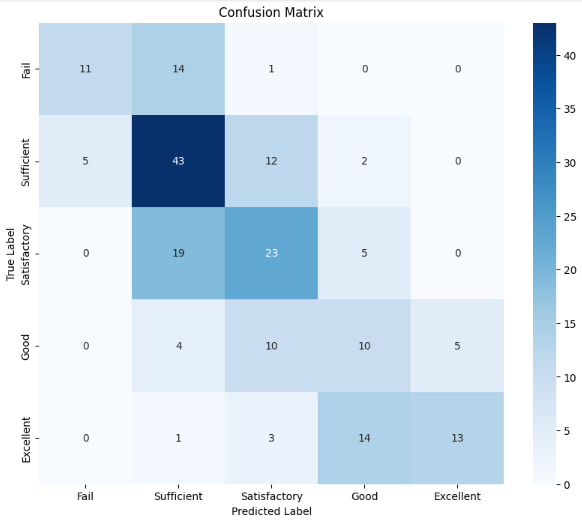 Confusion Matrix
Fail 11 14 1 0 0
Sufficient 5 43 12 2 0
Satisfactory 0 19 23 5 0
Good 0 4 10 10 5
Excellent 0 1 3 14 13
True Label
Fail Sufficient Satisfactory Good Excellent
Predicted Label
40
35
30
25
20
15
10
5
0